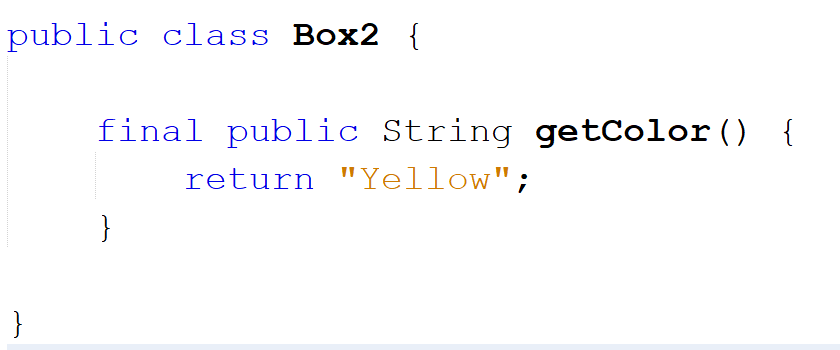 public class Box2 {
final public String getColor() {
return "Yellow";
}
}